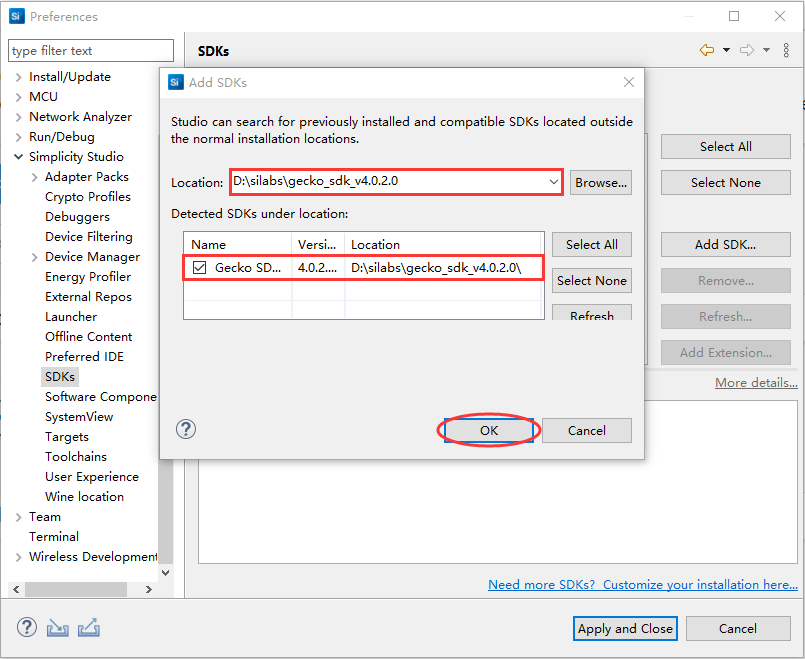 Si Preferences
type filter text
SDKs
Install/Update
MCU
Network Analyzer
Run/Debug
Simplicity Studio
Adapter Packs
Crypto Profiles
Debuggers
Device Filtering
Device Manager
Energy Profiler
External Repos
Launcher
Offline Content
Preferred IDE
SDKs
Software Compone
SystemView
Targets
Toolchains
User Experience
Wine location
Team
Terminal
Wireless Development
Si Add SDKs
Studio can search for previously installed and compatible SDKs located outside
the normal installation locations.
Location: D:\silabs\gecko_sdk_v4.0.2.0 Browse...
Detected SDKs under location:
Name Versi... Location
Gecko SD... 4.0.2.... D:\silabs\gecko_sdk_v4.0.2.0\
Select All
Select None
Refresh
OK Cancel
Select All
Select None
Add SDK...
Remove...
Refresh...
Add Extension...
More details...
Need more SDKs? Customize your installation here...
Apply and Close Cancel